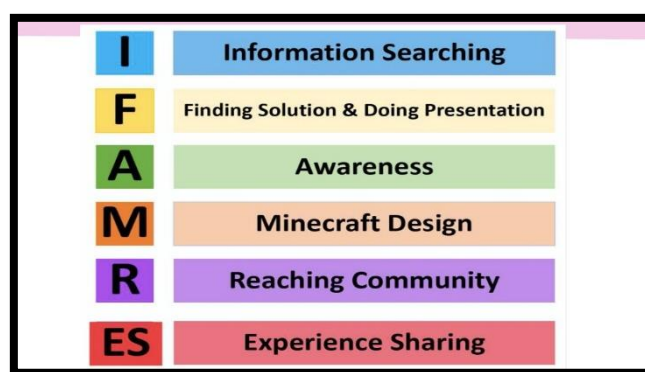 I Information Searching
F Finding Solution & Doing Presentation
A Awareness
M Minecraft Design
R Reaching Community
ES Experience Sharing